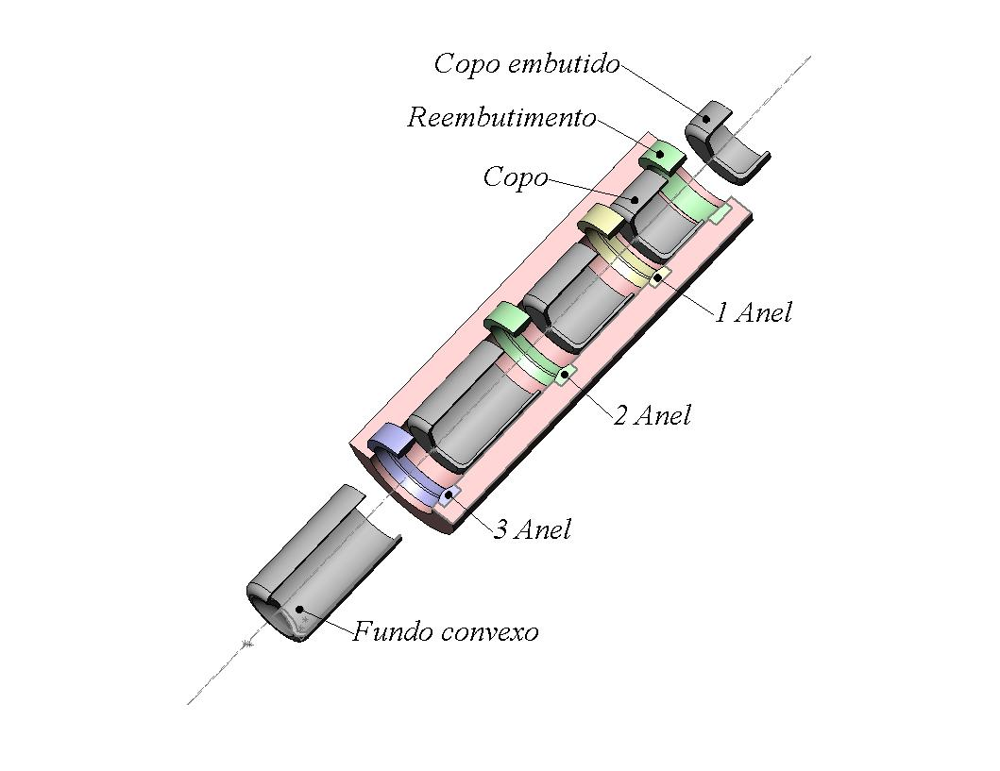 Copo embutido
Reembutimento
Copo
1 Anel
2 Anel
3 Anel
Fundo convexo